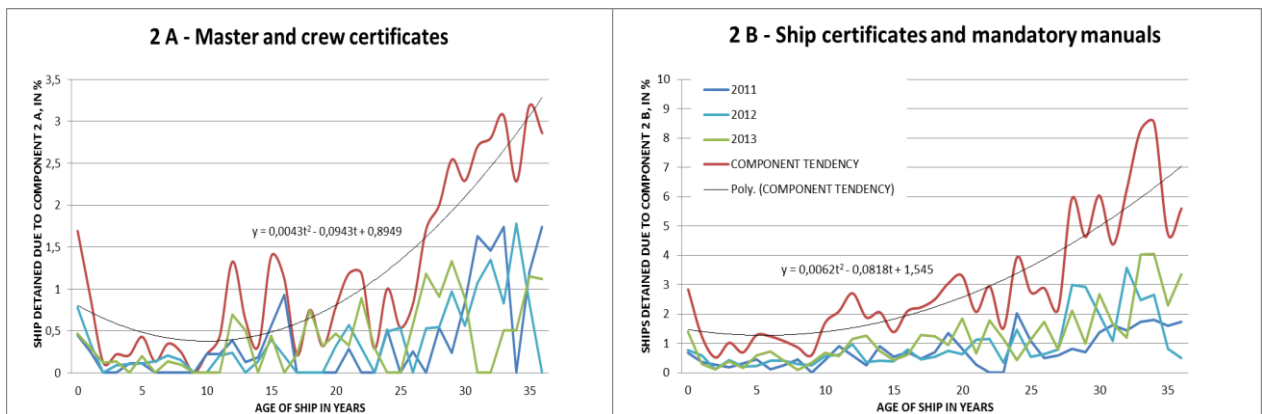 2 A - Master and crew certificates
SHIP DETAINED DUE TO COMPONENT 2 A, IN %
3,5
3
2,5
2
1,5
1
0,5
0
y = 0,0043t² - 0,0943t + 0,8949
0 5 10 15 20 25 30 35
AGE OF SHIP IN YEARS
2 B - Ship certificates and mandatory manuals
SHIPS DETAINED DUE TO COMPONENT 2 B, IN %
10
9
8
7
6
5
4
3
2
1
0
2011
2012
2013
COMPONENT TENDENCY
Poly. (COMPONENT TENDENCY)
y = 0,0062t² - 0,0818t + 1,545
0 5 10 15 20 25 30 35
AGE OF SHIP IN YEARS